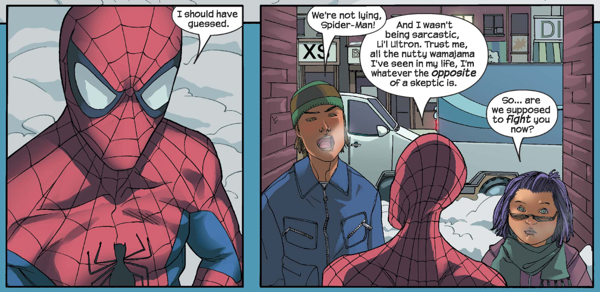 I should have
guessed.
We're not lying,
Spider-Man!
And I wasn't
being sarcastic,
Li'l Ultron. Trust me,
all the nutty wamajama
I've seen in my life, I'm
whatever the opposite
of a skeptic is.
So... are
we supposed
to fight you
now?
XS
DI